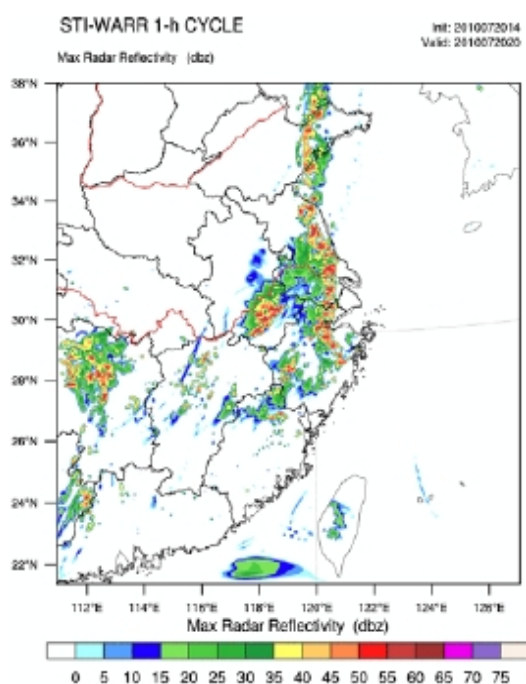 STI-WARR 1-h CYCLE
Init: 2010072014
Valid: 2010072020
Max Radar Reflectivity (dbz)
38°N
36°N
34°N
32°N
30°N
28°N
26°N
24°N
22°N
112°E 114°E 116°E 118°E 120°E 122°E 124°E 126°E
Max Radar Reflectivity (dbz)
0 5 10 15 20 25 30 35 40 45 50 55 60 65 70 75